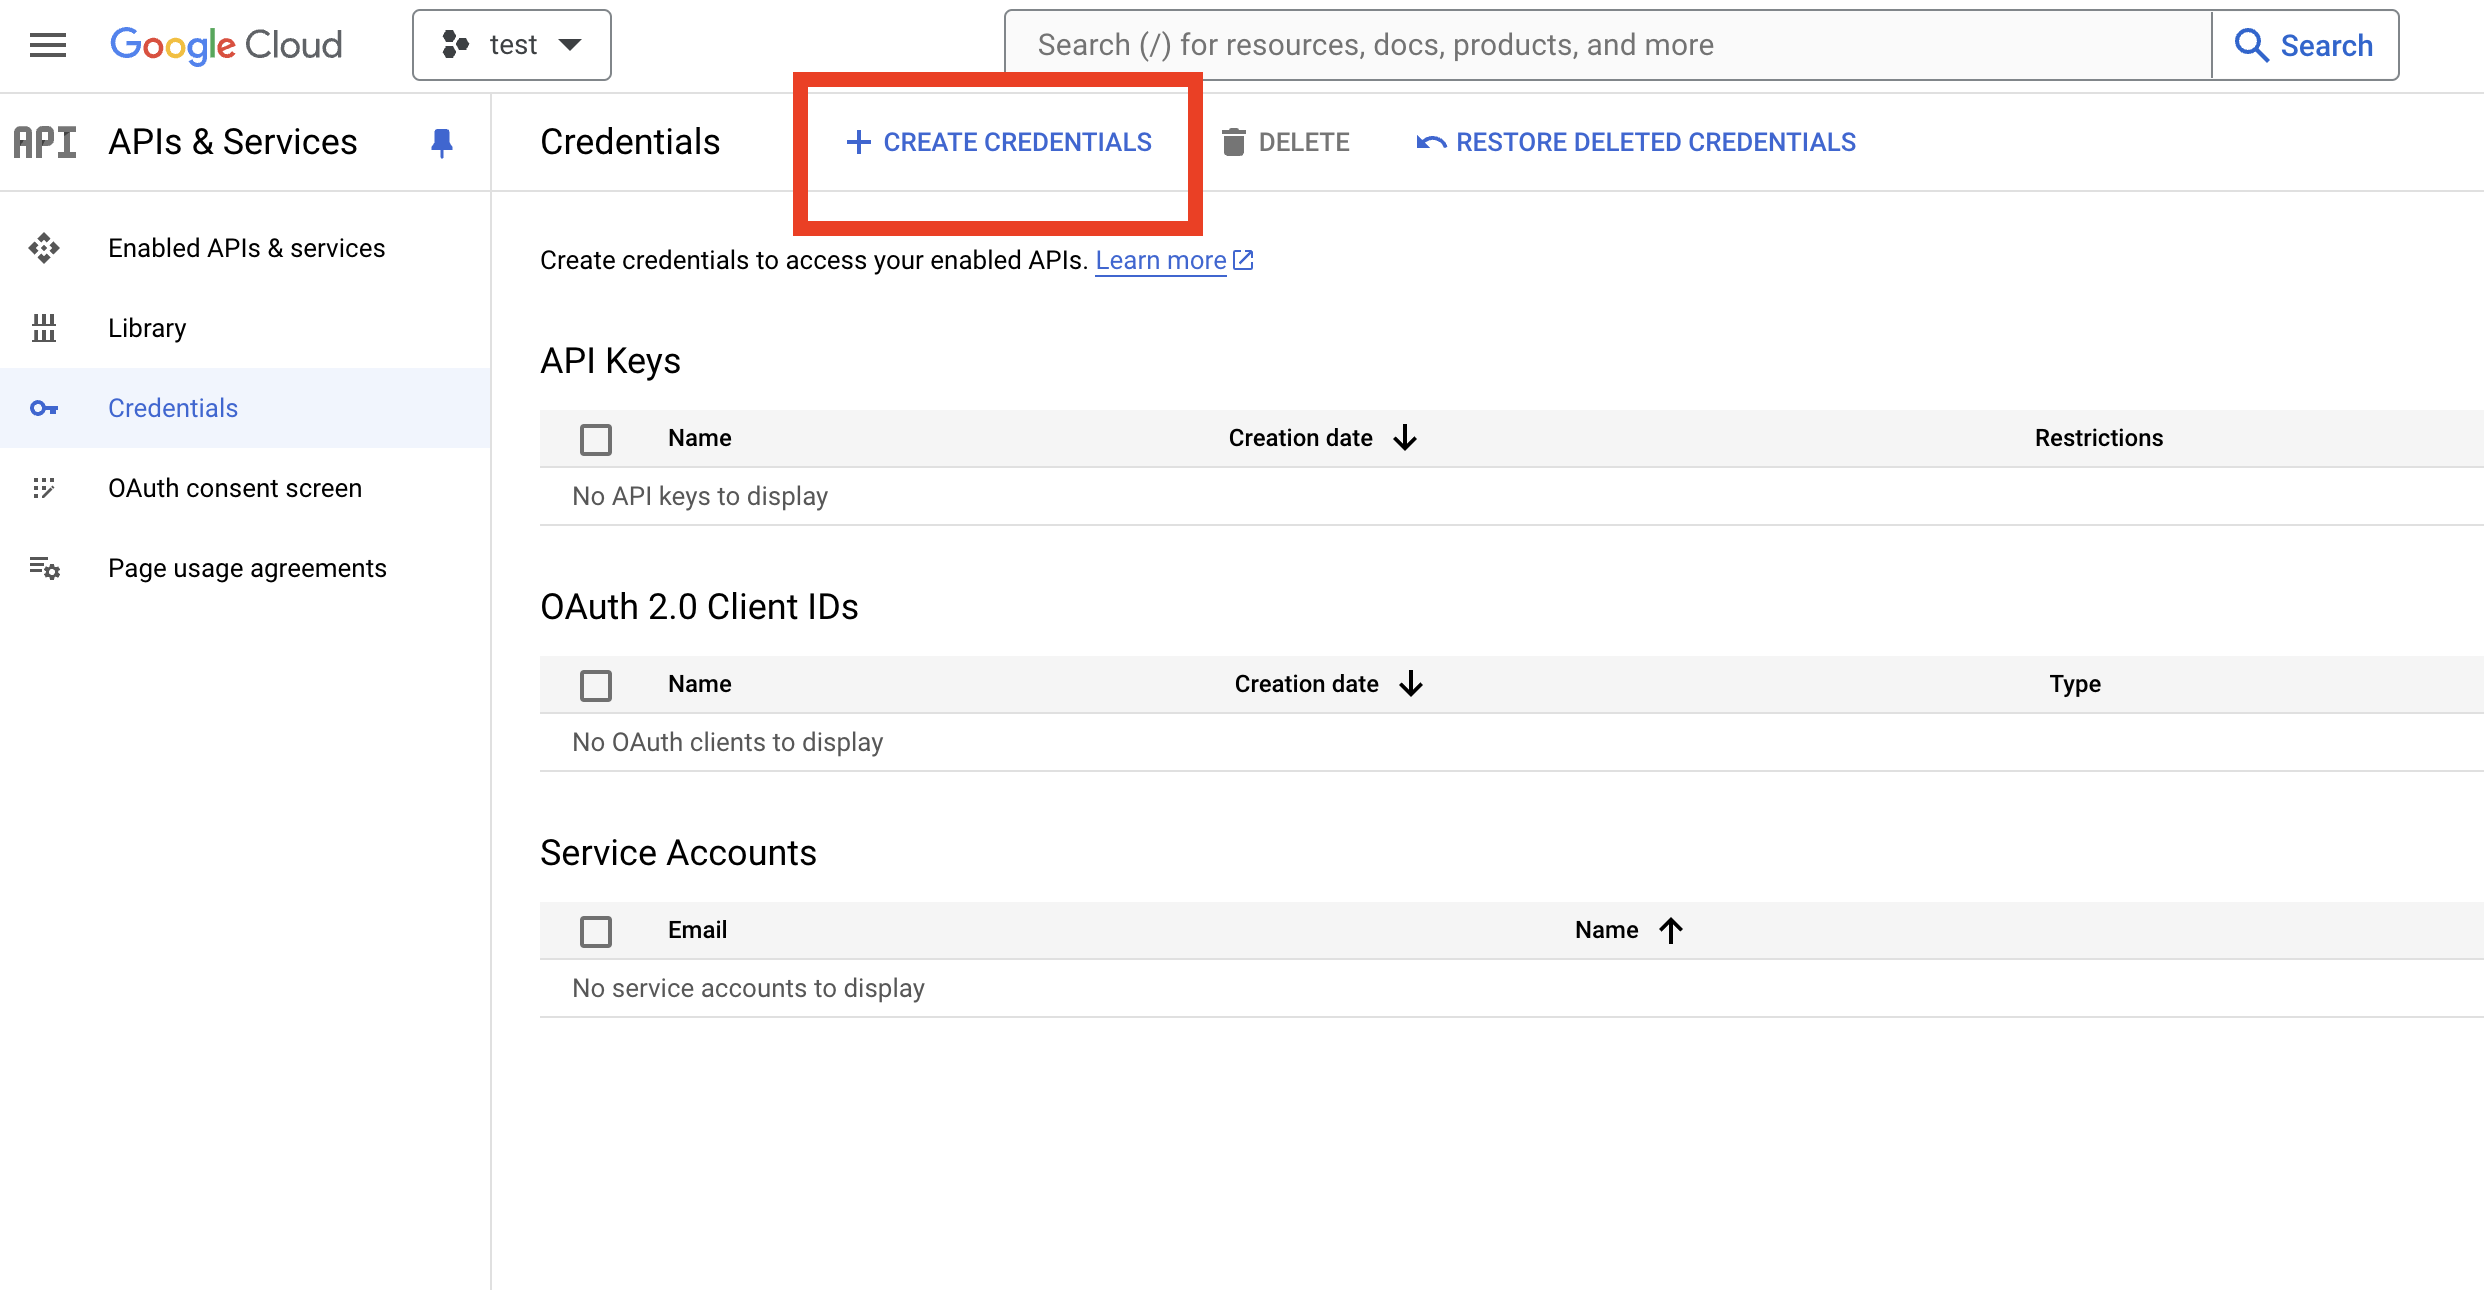 Google Cloud
test
Search (/) for resources, docs, products, and more
Search
API
APIs & Services
Credentials
CREATE CREDENTIALS
DELETE
RESTORE DELETED CREDENTIALS
Enabled APIs & services
Library
Credentials
OAuth consent screen
Page usage agreements
Create credentials to access your enabled APIs. Learn more
API Keys
Name Creation date Restrictions
No API keys to display
OAuth 2.0 Client IDs
Name Creation date Type
No OAuth clients to display
Service Accounts
Email Name
No service accounts to display